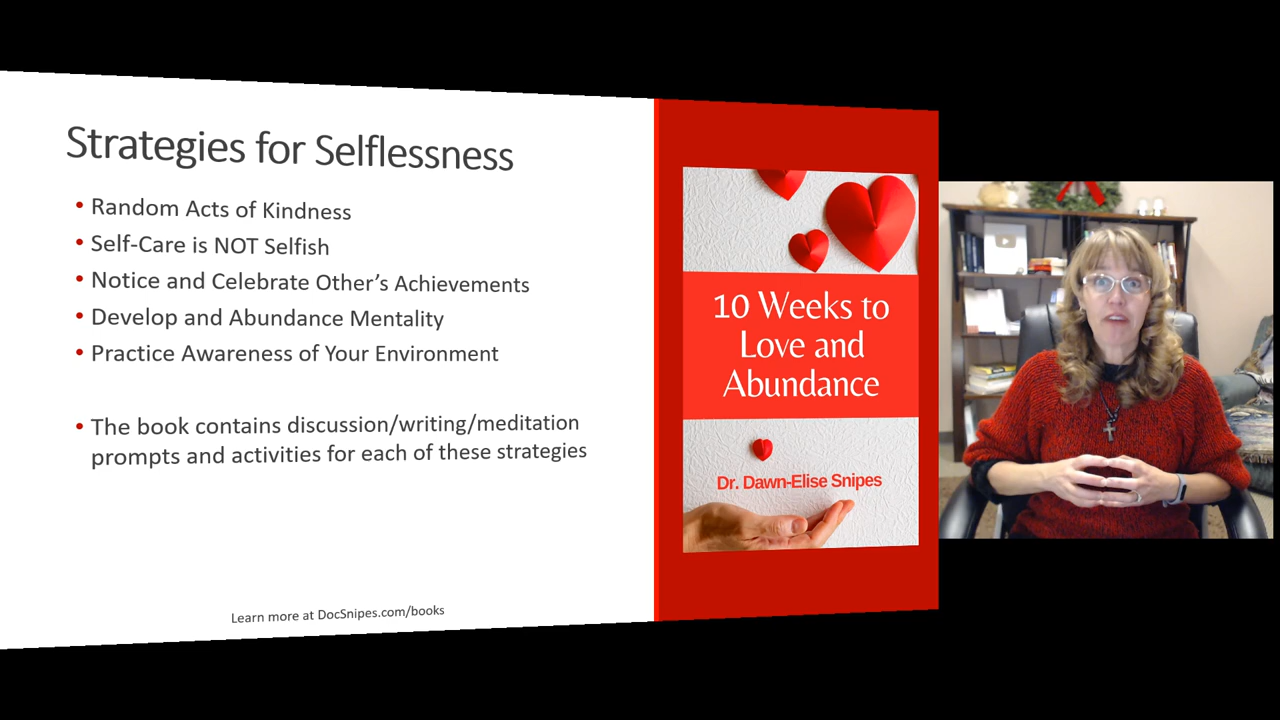 Strategies for Selflessness
• Random Acts of Kindness
• Self-Care is NOT Selfish
• Notice and Celebrate Other's Achievements
• Develop and Abundance Mentality
• Practice Awareness of Your Environment
• The book contains discussion/writing/meditation
prompts and activities for each of these strategies
Learn more at DocSnipes.com/books
10 Weeks to
Love and
Abundance
Dr. Dawn-Elise Snipes